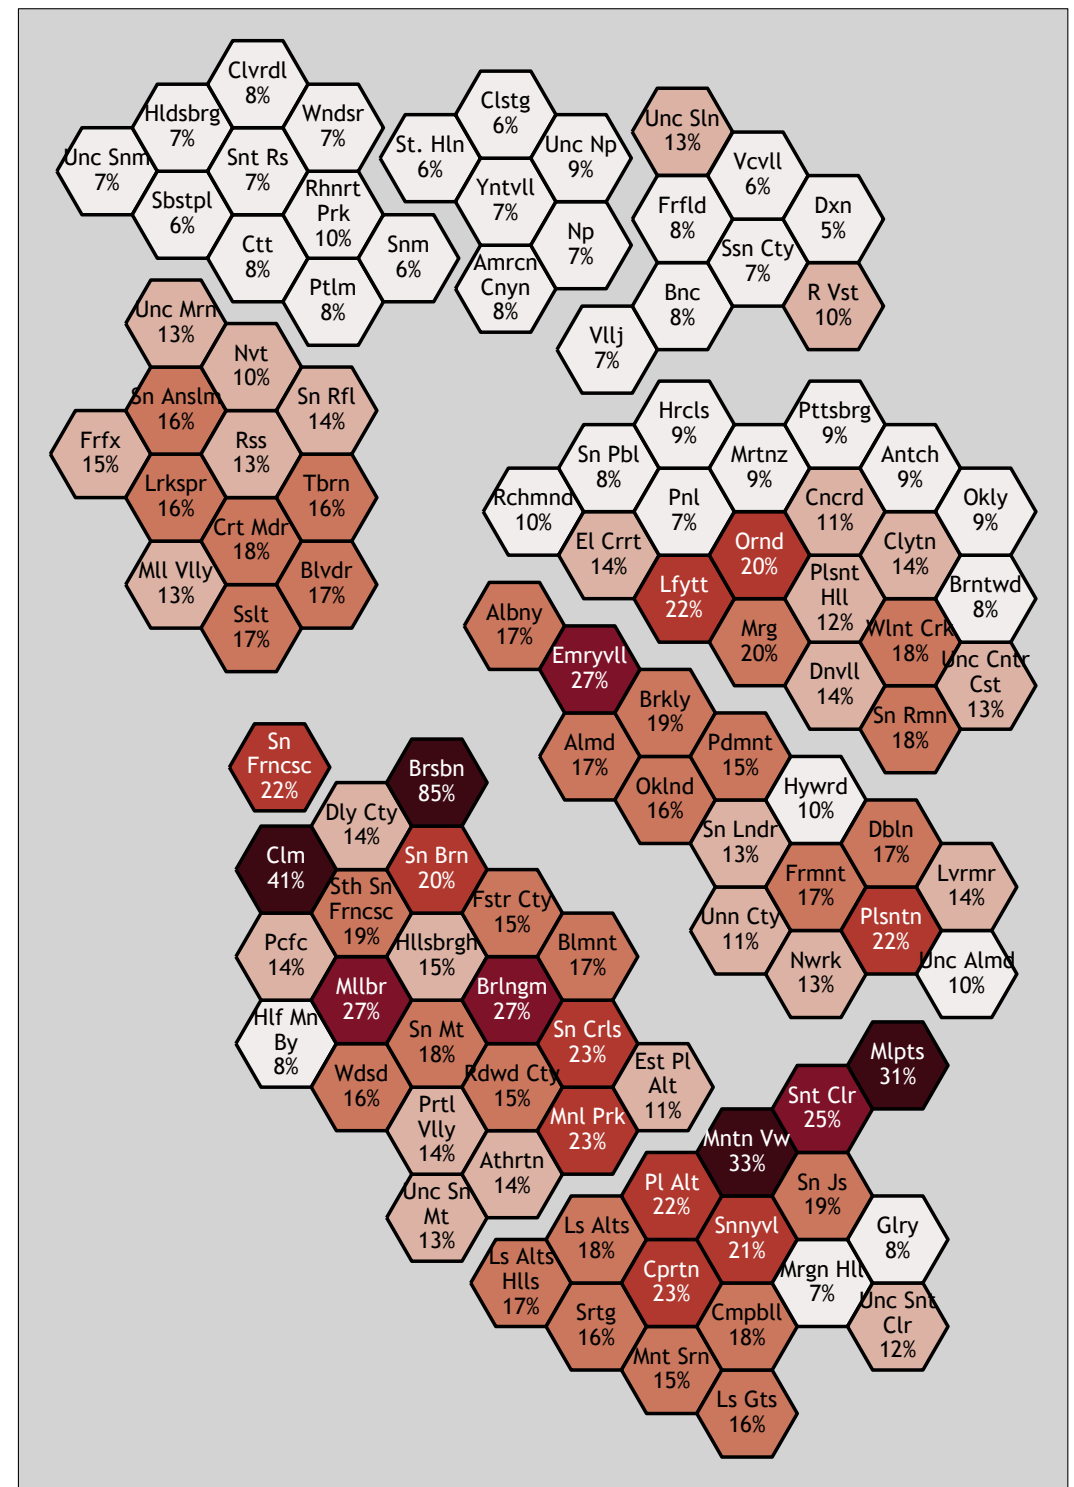 Clvrdl
8%
Hldsbrg
7%
Wndsr
7%
Unc Snm
7%
Snt Rs
7%
Sbstpl
6%
Rhnrt
Prk
10%
Ctt
8%
Snm
6%
Ptlm
8%
Clstg
6%
St. Hln
6%
Unc Np
9%
Yntvll
7%
Np
7%
Amrcn
Cnyn
8%
Unc Sln
13%
Vcvll
6%
Frfld
8%
Dxn
5%
Ssn Cty
7%
Bnc
8%
R Vst
10%
Vllj
7%
Unc Mrn
13%
Nvt
10%
Sn Anslm
16%
Sn Rfl
14%
Frfx
15%
Rss
13%
Lrkspr
16%
Tbrn
16%
Crt Mdr
18%
Mll Vlly
13%
Blvdr
17%
Sslt
17%
Hrcls
9%
Pttsbrg
9%
Sn Pbl
8%
Mrtnz
9%
Antch
9%
Rchmnd
10%
Pnl
7%
Cncrd
11%
Okly
9%
El Crrt
14%
Ornd
20%
Clytn
14%
Lfytt
22%
Plsnt
Hll
12%
Brntwd
8%
Mrg
20%
Wlnt Crk
18%
Dnvll
14%
Unc Cntr
Cst
13%
Sn Rmn
18%
Albny
17%
Emryvll
27%
Brkly
19%
Almd
17%
Pdmnt
15%
Oklnd
16%
Hywrd
10%
Sn Lndr
13%
Dbln
17%
Frmnt
17%
Lvrmr
14%
Unn Cty
11%
Plsntn
22%
Nwrk
13%
Unc Almd
10%
Sn
Frncsc
22%
Brsbn
85%
Dly Cty
14%
Clm
41%
Sn Brn
20%
Sth Sn
Frncsc
19%
Fstr Cty
15%
Pcfc
14%
Hllsbrgh
15%
Blmnt
17%
Mllbr
27%
Brlngm
27%
Hlf Mn
By
8%
Sn Mt
18%
Sn Crls
23%
Wdsd
16%
Rdwd Cty
15%
Est Pl
Alt
11%
Prtl
Vlly
14%
Mnl Prk
23%
Athrtn
14%
Unc Sn
Mt
13%
Mlpts
31%
Snt Clr
25%
Mntn Vw
33%
Pl Alt
22%
Sn Js
19%
Ls Alts
18%
Snnyvl
21%
Glry
8%
Ls Alts
Hlls
17%
Cprtn
23%
Mrgn Hll
7%
Srtg
16%
Cmpbll
18%
Unc Snt
Clr
12%
Mnt Srn
15%
Ls Gts
16%